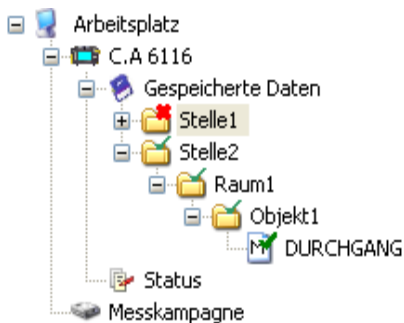 Arbeitsplatz
C.A 6116
Gespeicherte Daten
Stelle1
Stelle2
Raum1
Objekt1
M DURCHGANG
Status
Messkampagne